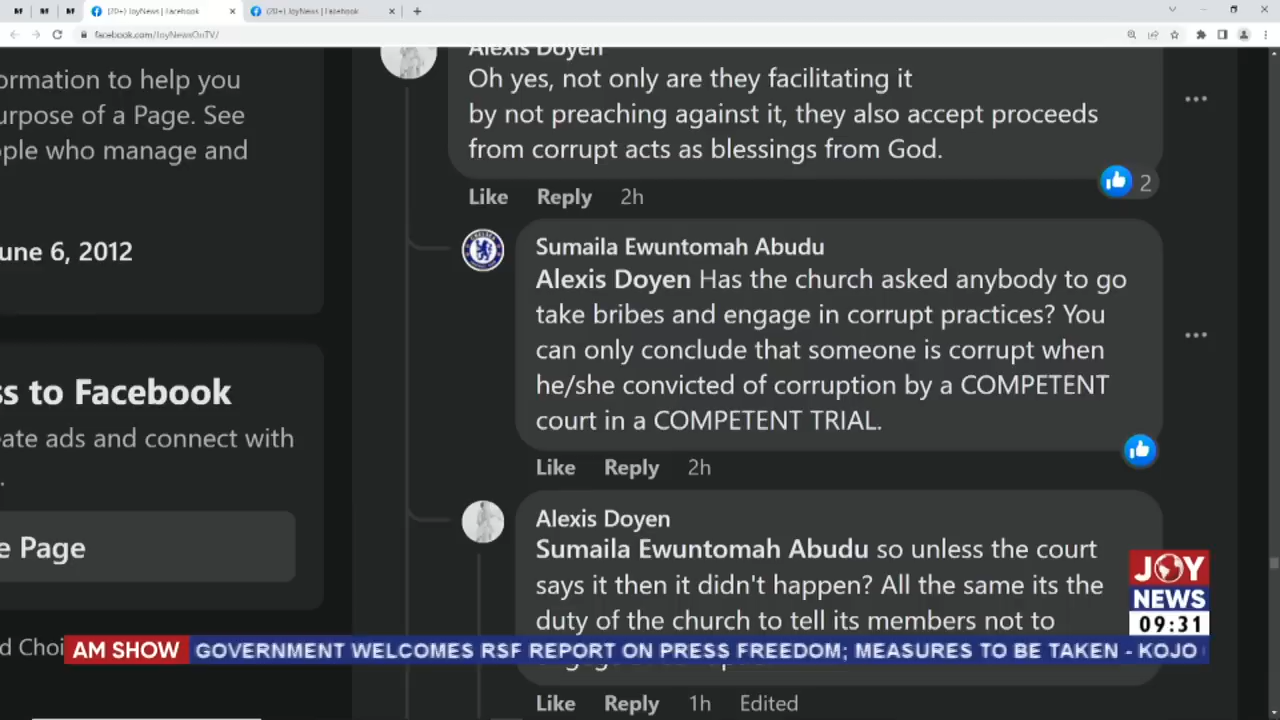 (20+) JoyNews | Facebook
(20+) JoyNews | Facebook
facebook.com/JoyNewsOnTV/
ormation to help you
urpose of a Page. See
ople who manage and
une 6, 2012
ss to Facebook
eate ads and connect with
.
e Page
d Choi
Alexis Doyen
Oh yes, not only are they facilitating it
by not preaching against it, they also accept proceeds
from corrupt acts as blessings from God.
2
Like Reply 2h
Sumaila Ewuntomah Abudu
Alexis Doyen Has the church asked anybody to go
take bribes and engage in corrupt practices? You
can only conclude that someone is corrupt when
he/she convicted of corruption by a COMPETENT
court in a COMPETENT TRIAL.
Like Reply 2h
Alexis Doyen
Sumaila Ewuntomah Abudu so unless the court
says it then it didn't happen? All the same its the
duty of the church to tell its members not to
Like Reply 1h Edited
JOY
NEWS
09:31
AM SHOW GOVERNMENT WELCOMES RSF REPORT ON PRESS FREEDOM; MEASURES TO BE TAKEN - KOJO